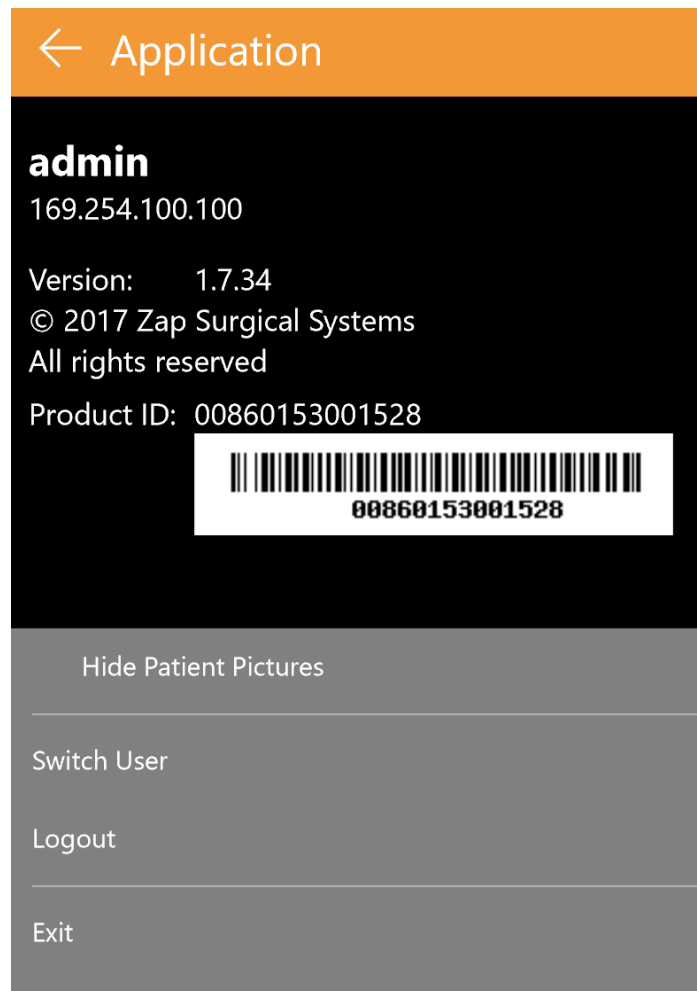 Application
admin
169.254.100.100
Version: 1.7.34
© 2017 Zap Surgical Systems
All rights reserved
Product ID: 00860153001528
00860153001528
Hide Patient Pictures
Switch User
Logout
Exit